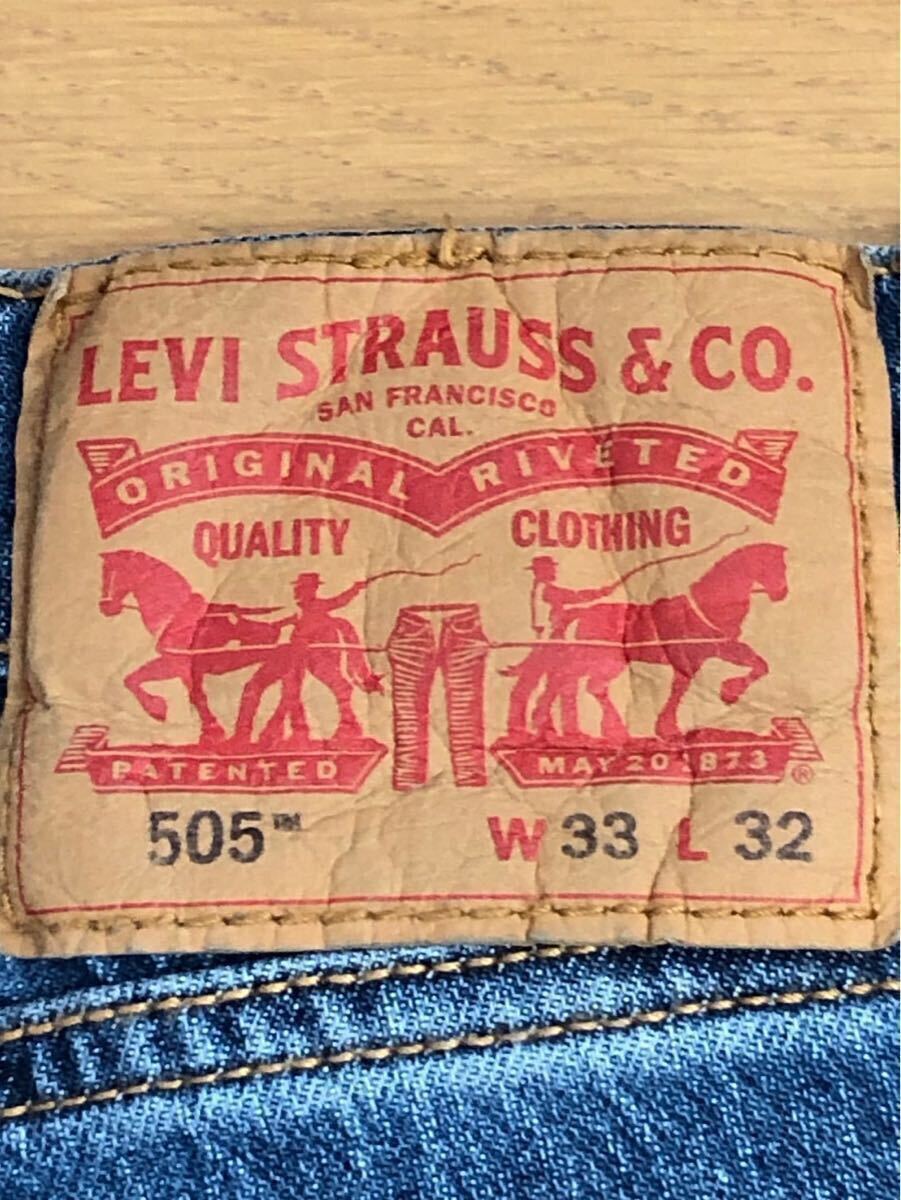 LEVI STRAUSS & CO.
SAN FRANCISCO
CAL.
ORIGINAL RIVETED
QUALITY CLOTHING
PATENTED MAY 20 1873 ®
505™ W 33 L 32